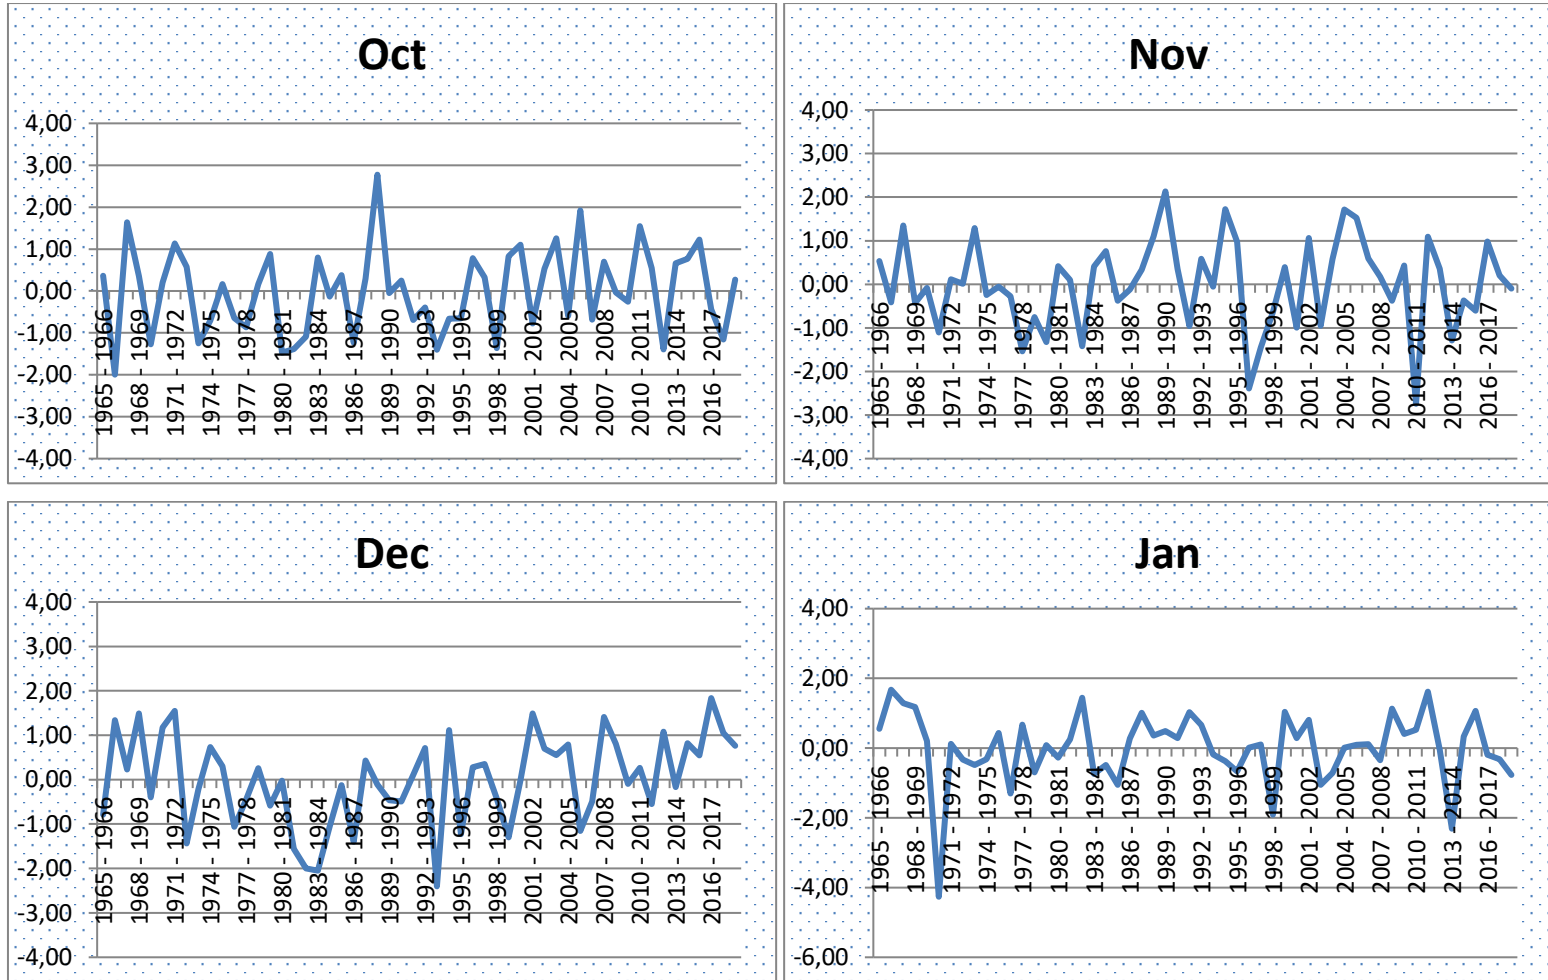 Oct
4,00
3,00
2,00
1,00
0,00
-1,00
-2,00
-3,00
-4,00
1965 - 1966
1968 - 1969
1971 - 1972
1974 - 1975
1977 - 1978
1980 - 1981
1983 - 1984
1986 - 1987
1989 - 1990
1992 - 1993
1995 - 1996
1998 - 1999
2001 - 2002
2004 - 2005
2007 - 2008
2010 - 2011
2013 - 2014
2016 - 2017
Nov
4,00
3,00
2,00
1,00
0,00
-1,00
-2,00
-3,00
-4,00
1965 - 1966
1968 - 1969
1971 - 1972
1974 - 1975
1977 - 1978
1980 - 1981
1983 - 1984
1986 - 1987
1989 - 1990
1992 - 1993
1995 - 1996
1998 - 1999
2001 - 2002
2004 - 2005
2007 - 2008
2010 - 2011
2013 - 2014
2016 - 2017
Dec
4,00
3,00
2,00
1,00
0,00
-1,00
-2,00
-3,00
-4,00
1965 - 1966
1968 - 1969
1971 - 1972
1974 - 1975
1977 - 1978
1980 - 1981
1983 - 1984
1986 - 1987
1989 - 1990
1992 - 1993
1995 - 1996
1998 - 1999
2001 - 2002
2004 - 2005
2007 - 2008
2010 - 2011
2013 - 2014
2016 - 2017
Jan
4,00
2,00
0,00
-2,00
-4,00
-6,00
1965 - 1966
1968 - 1969
1971 - 1972
1974 - 1975
1977 - 1978
1980 - 1981
1983 - 1984
1986 - 1987
1989 - 1990
1992 - 1993
1995 - 1996
1998 - 1999
2001 - 2002
2004 - 2005
2007 - 2008
2010 - 2011
2013 - 2014
2016 - 2017